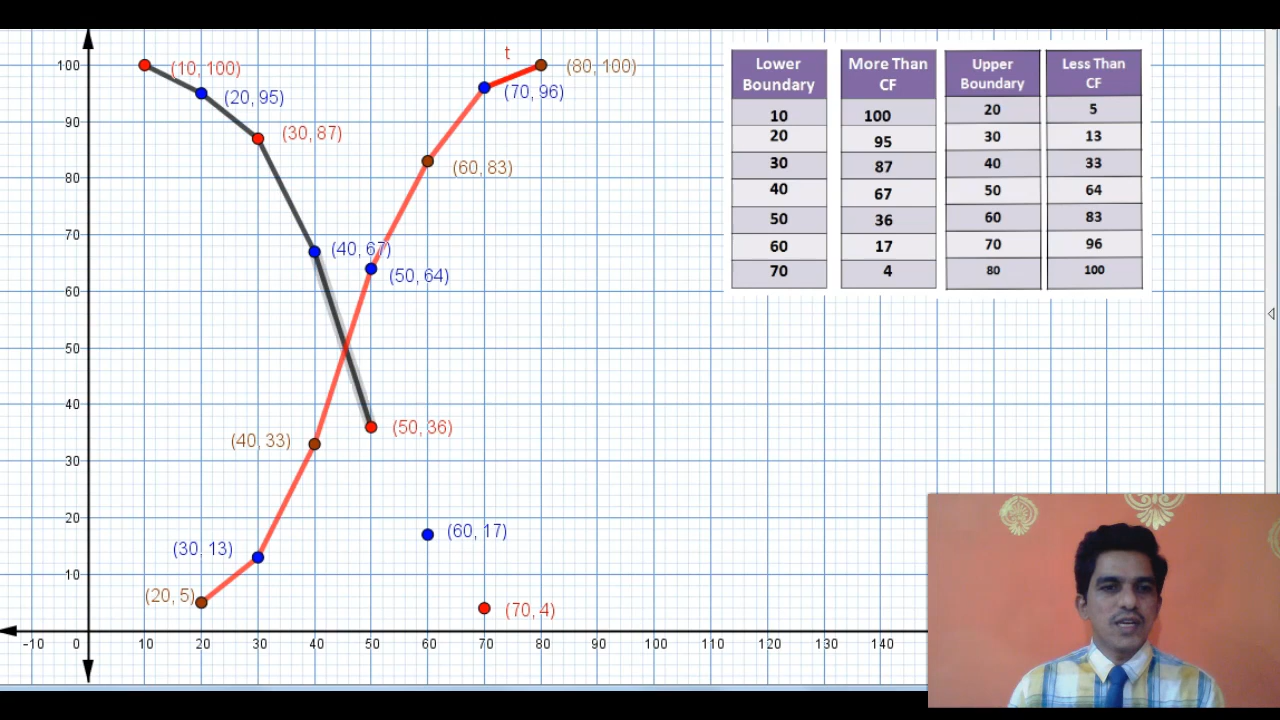 t
100
(10, 100)
(80, 100)
(20, 95)
(70, 96)
90
(30, 87)
80
(60, 83)
70
(40, 67)
(50, 64)
60
50
40
(50, 36)
(40, 33)
30
20
(60, 17)
(30, 13)
10
(20, 5)
(70, 4)
-10 0 10 20 30 40 50 60 70 80 90 100 110 120 130 140
Lower Boundary More Than CF Upper Boundary Less Than CF
10 100 20 5
20 95 30 13
30 87 40 33
40 67 50 64
50 36 60 83
60 17 70 96
70 4 80 100